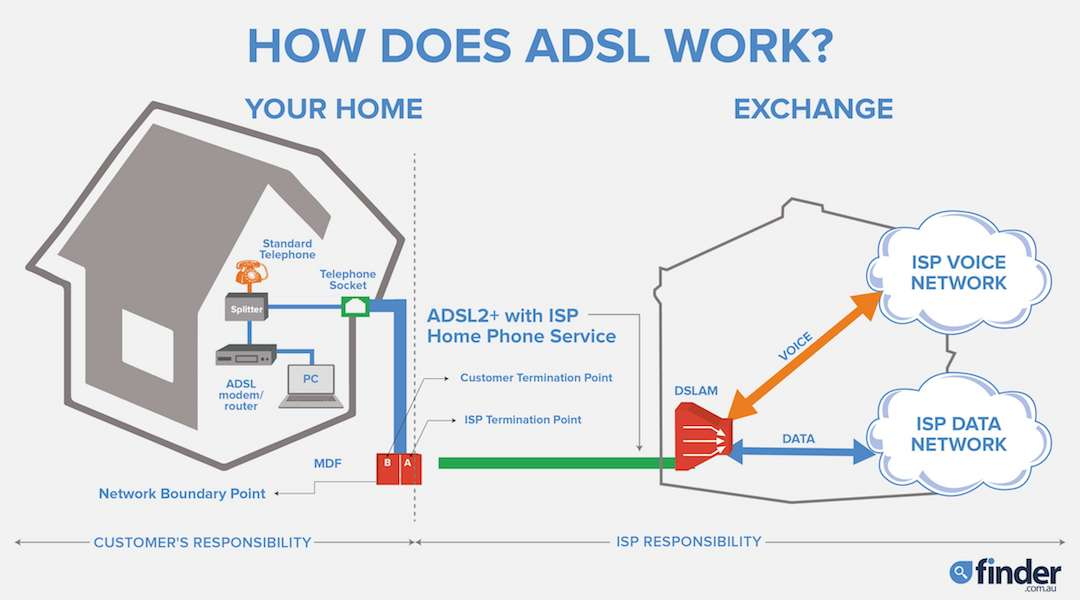 HOW DOES ADSL WORK?
YOUR HOME
EXCHANGE
Standard
Telephone
Telephone
Socket
Splitter
ADSL
modem/
router
PC
ADSL2+ with ISP
Home Phone Service
Customer Termination Point
ISP Termination Point
MDF
B
A
Network Boundary Point
DSLAM
VOICE
DATA
ISP VOICE
NETWORK
ISP DATA
NETWORK
CUSTOMER'S RESPONSIBILITY
ISP RESPONSIBILITY
finder
.com.au